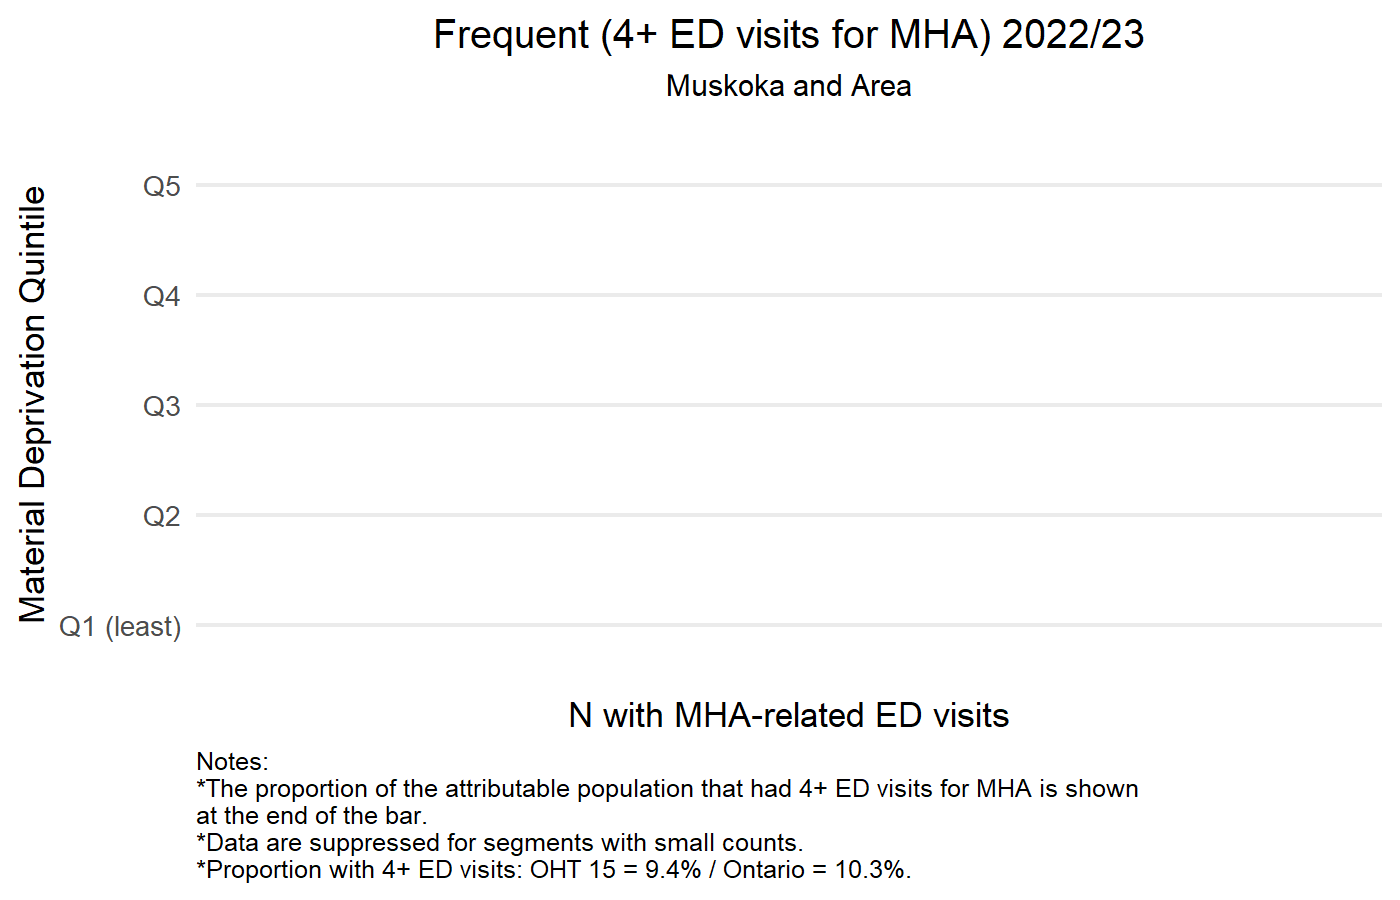 Frequent (4+ ED visits for MHA) 2022/23
Muskoka and Area
Material Deprivation Quintile
Q5
Q4
Q3
Q2
Q1 (least)
N with MHA-related ED visits
Notes:
*The proportion of the attributable population that had 4+ ED visits for MHA is shown
at the end of the bar.
*Data are suppressed for segments with small counts.
*Proportion with 4+ ED visits: OHT 15 = 9.4% / Ontario = 10.3%.